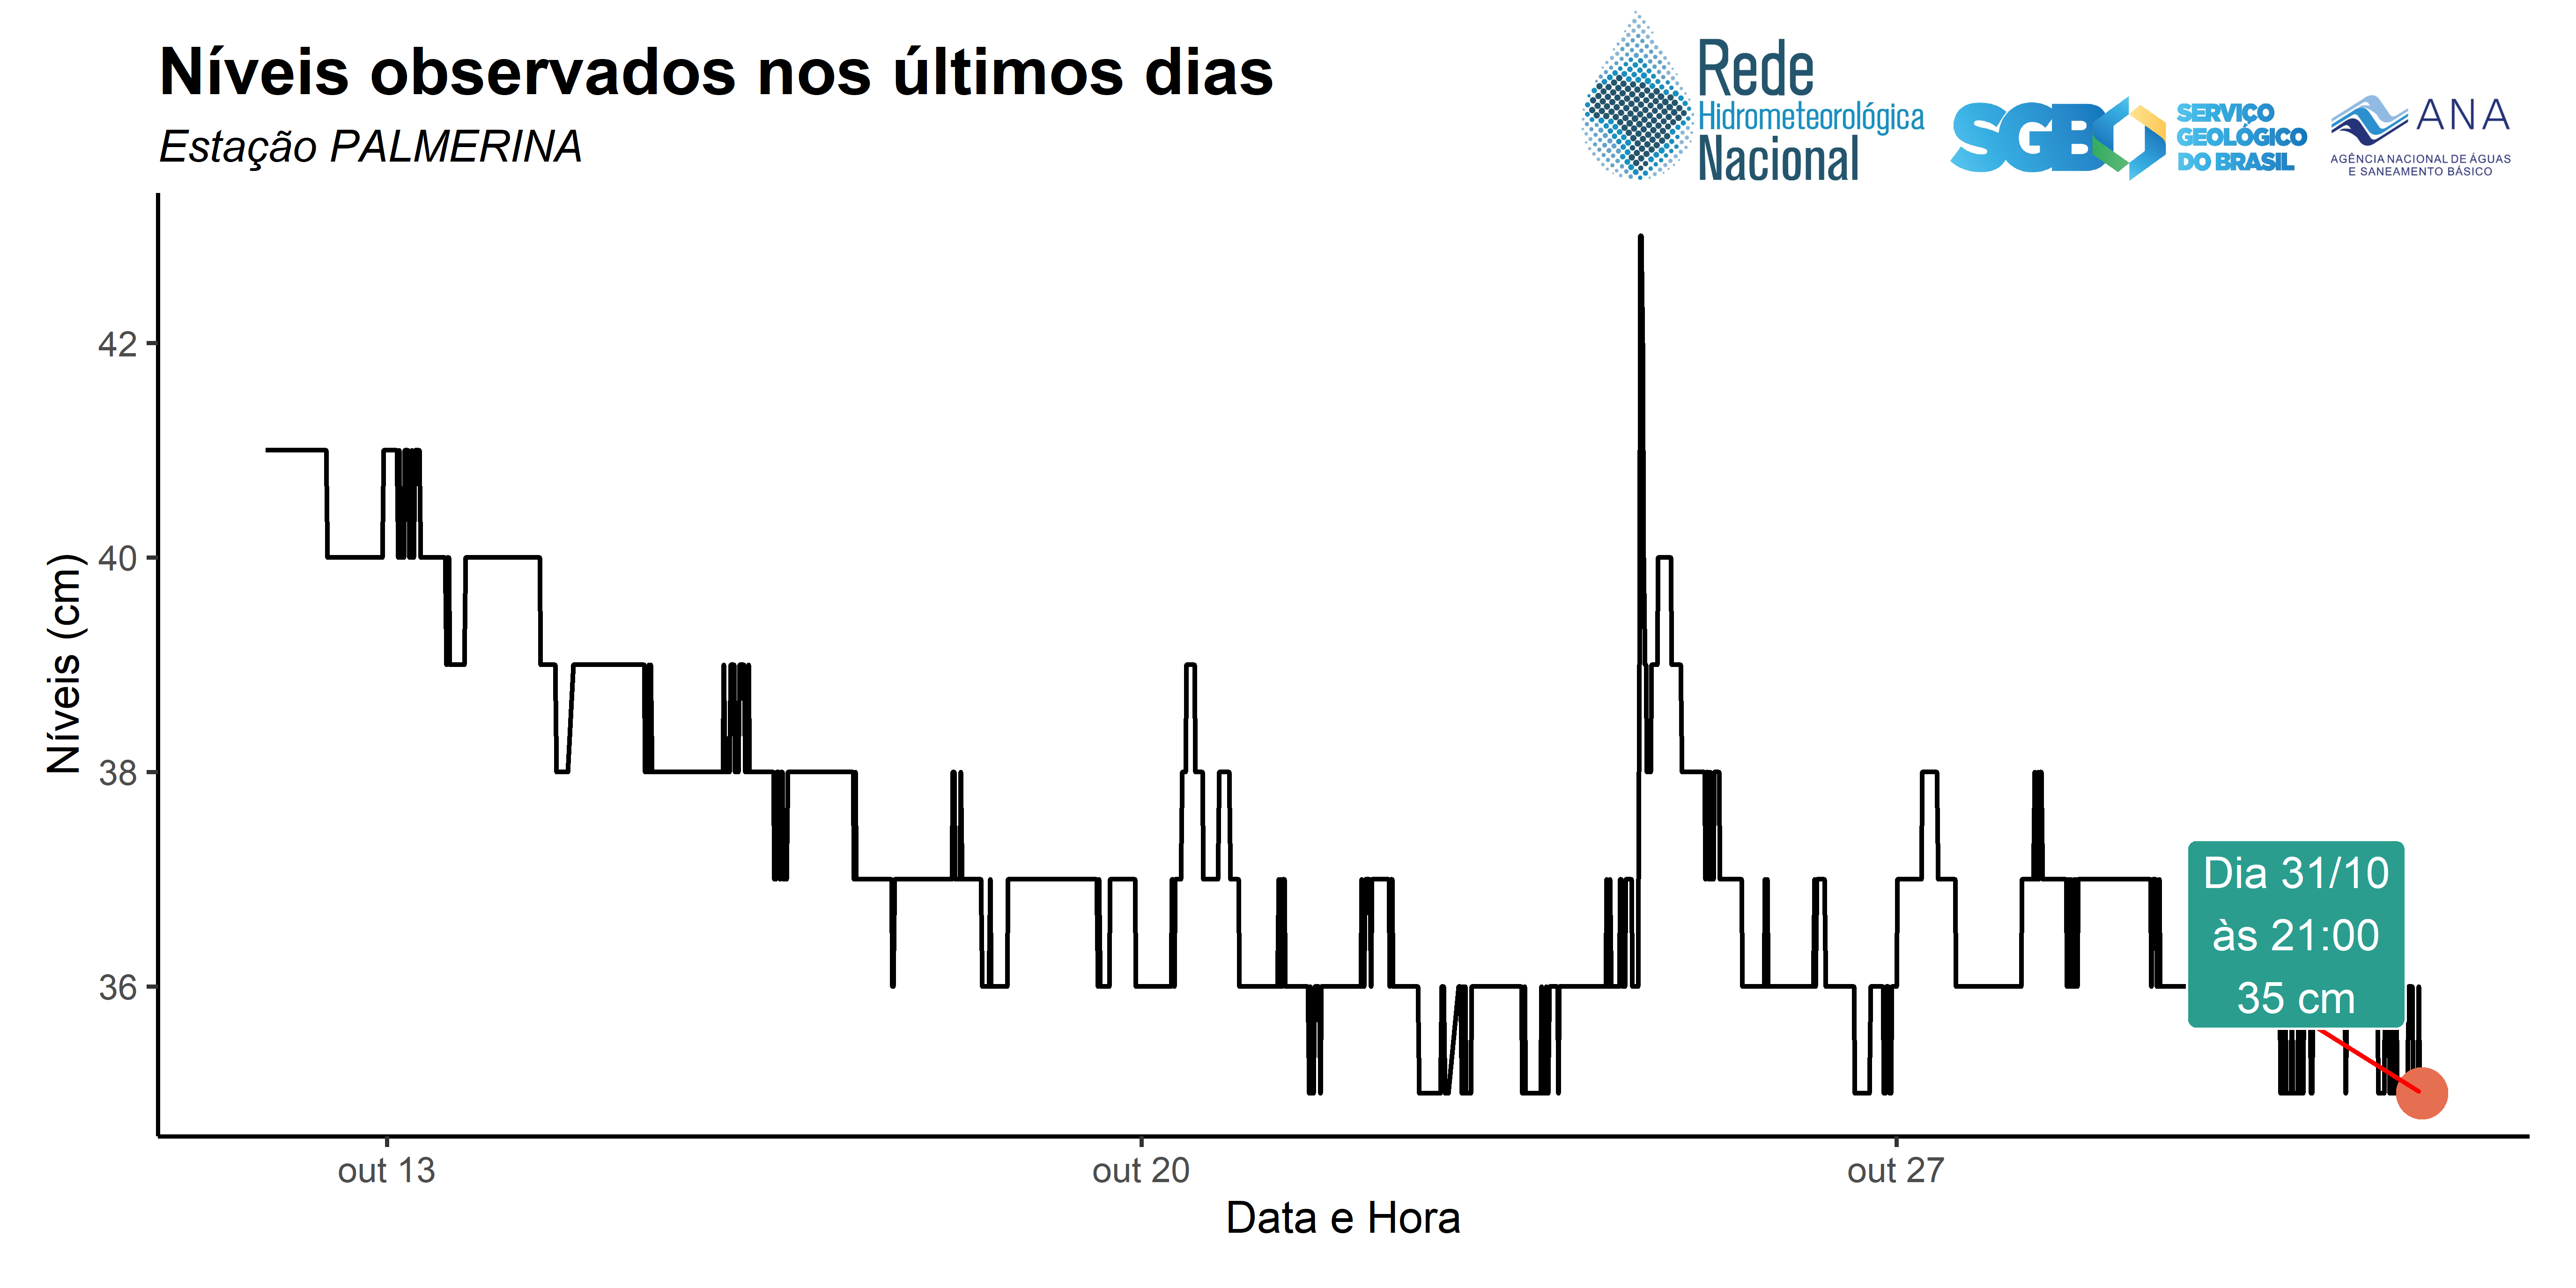 Níveis observados nos últimos dias
Estação PALMERINA
Rede
Hidrometeorológica
Nacional
SGB
SERVIÇO
GEOLÓGICO
DO BRASIL
ANA
AGÊNCIA NACIONAL DE ÁGUAS
E SANEAMENTO BÁSICO
Níveis (cm)
42
40
38
36
Dia 31/10
às 21:00
35 cm
out 13
out 20
out 27
Data e Hora